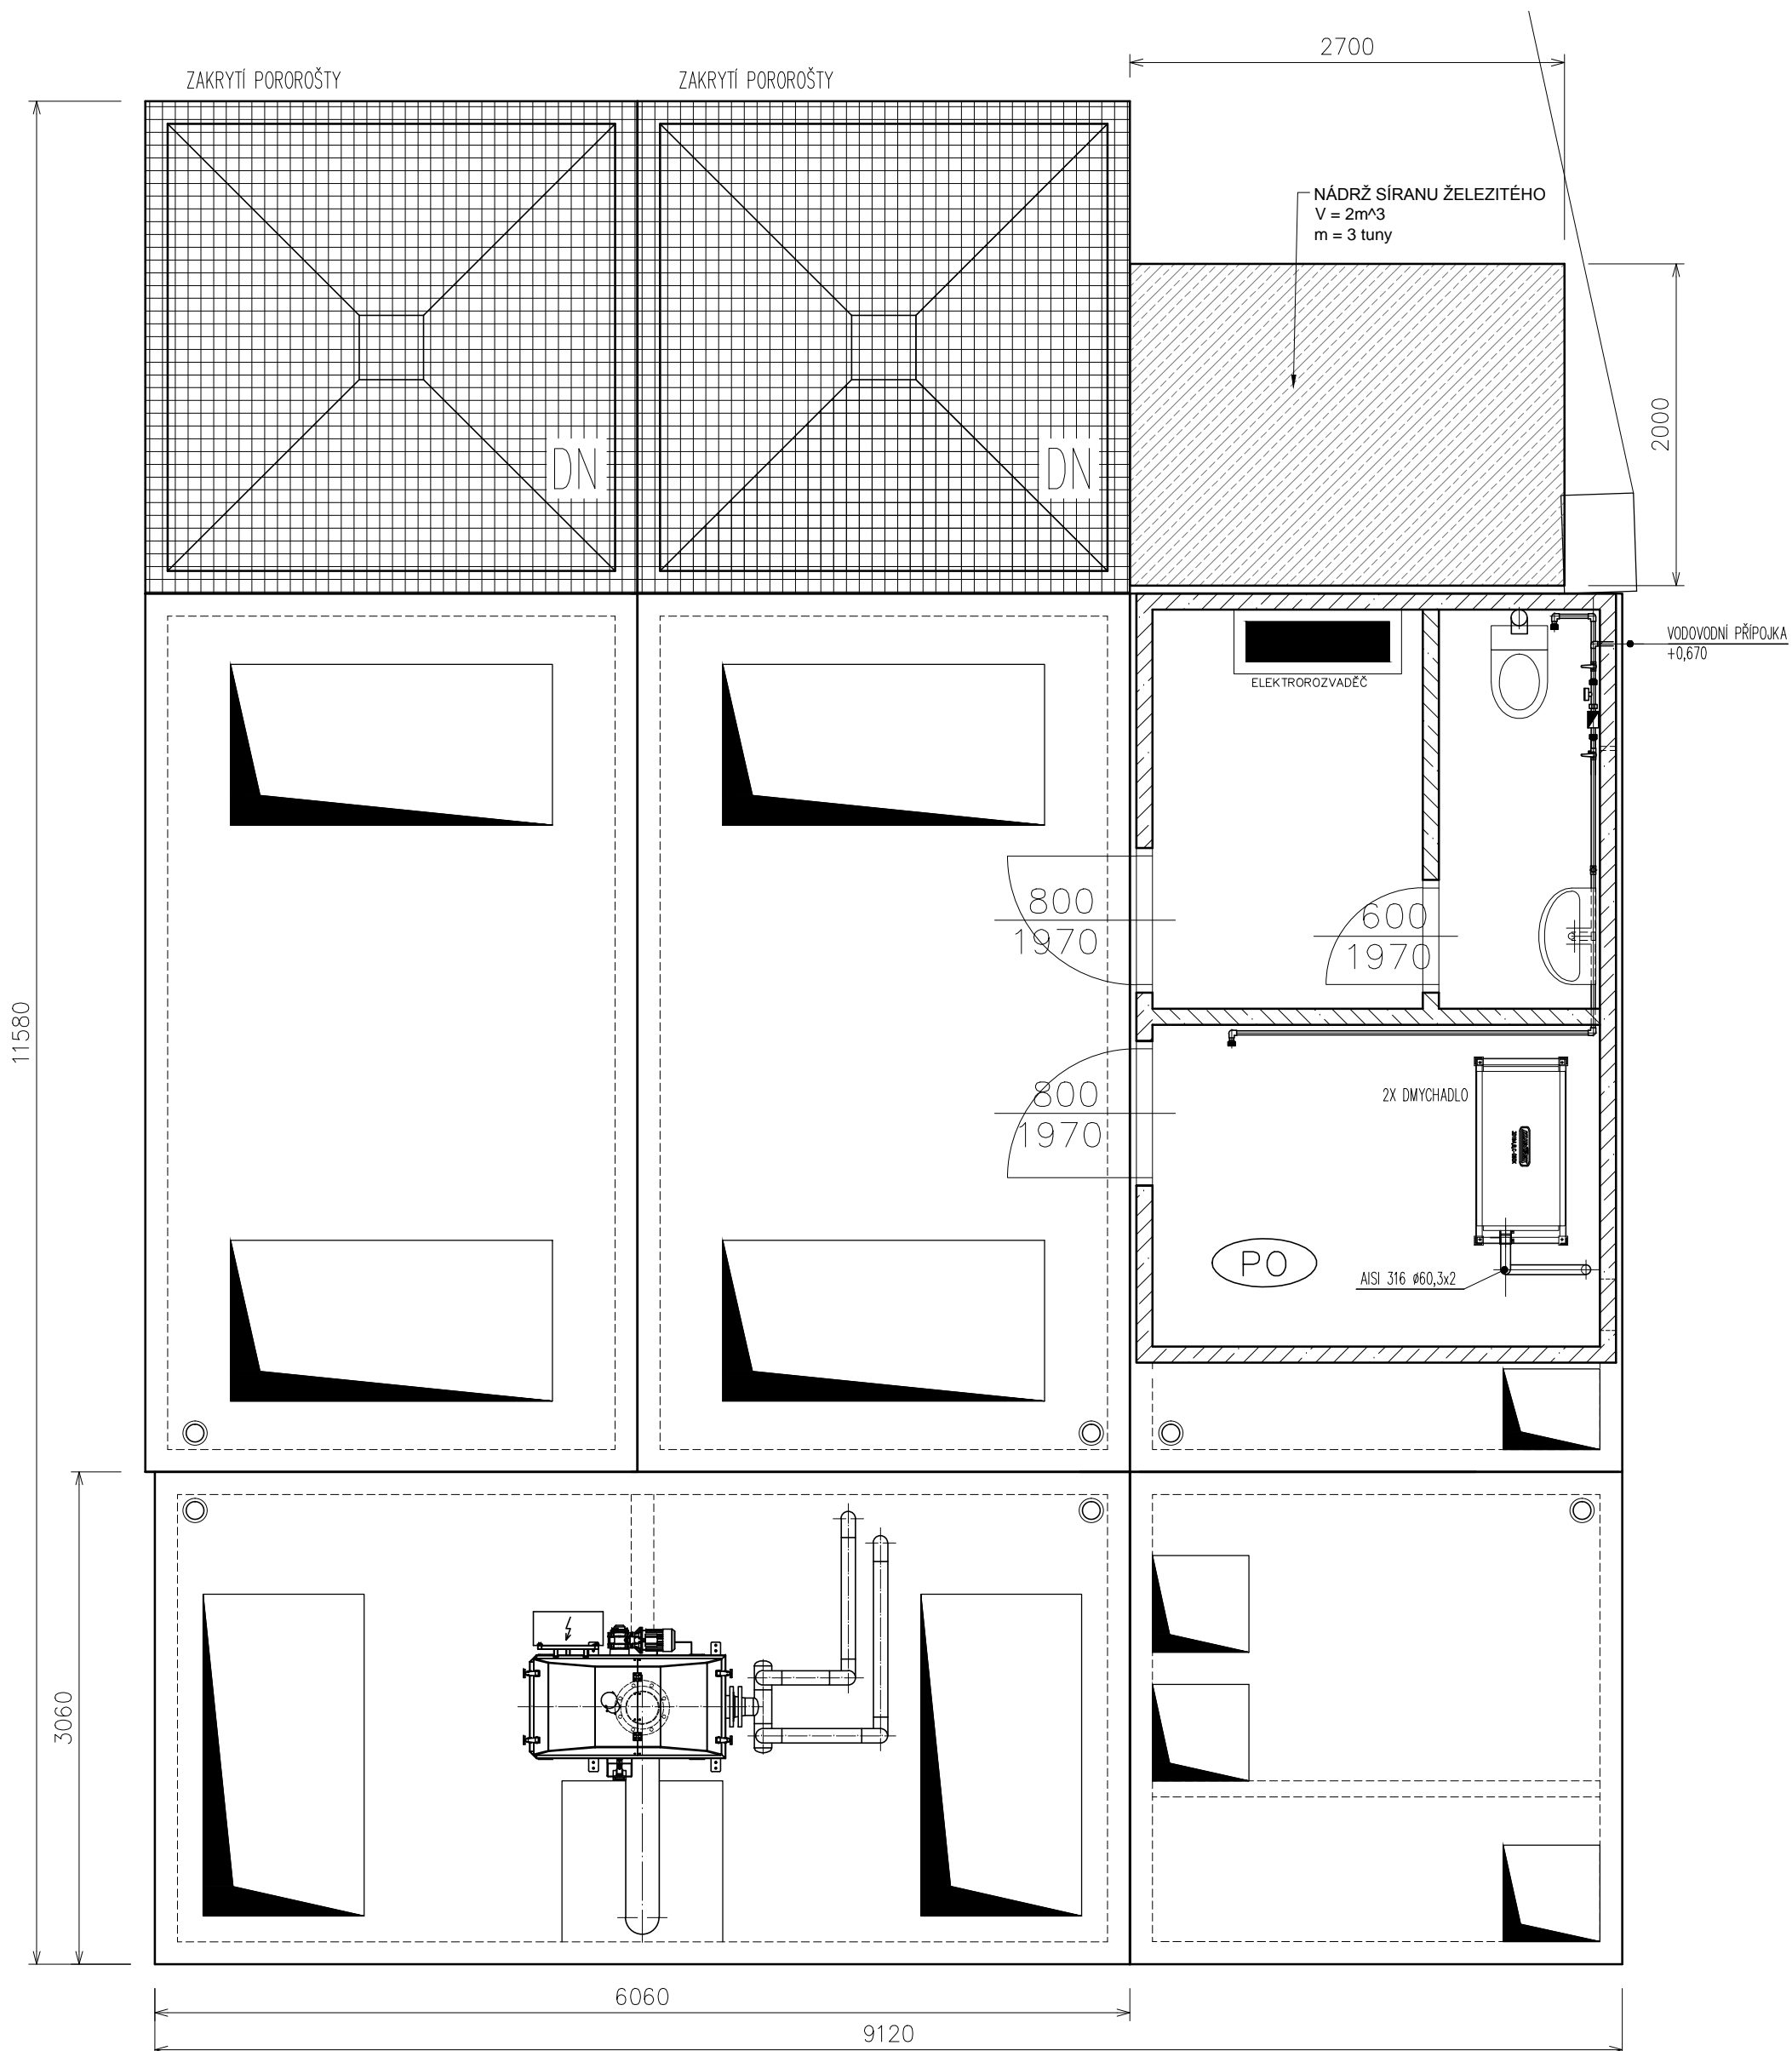 2700
ZAKRYTÍ POROROŠTY
ZAKRYTÍ POROROŠTY
NÁDRŽ SÍRANU ŽELEZITÉHO
V = 2m^3
m = 3 tuny
2000
DN
DN
VODOVODNÍ PŘÍPOJKA
+0,670
ELEKTROROZVADĚČ
800
1970
600
1970
11580
800
1970
2X DMYCHADLO
PO
AISI 316 ø60,3x2
3060
6060
9120